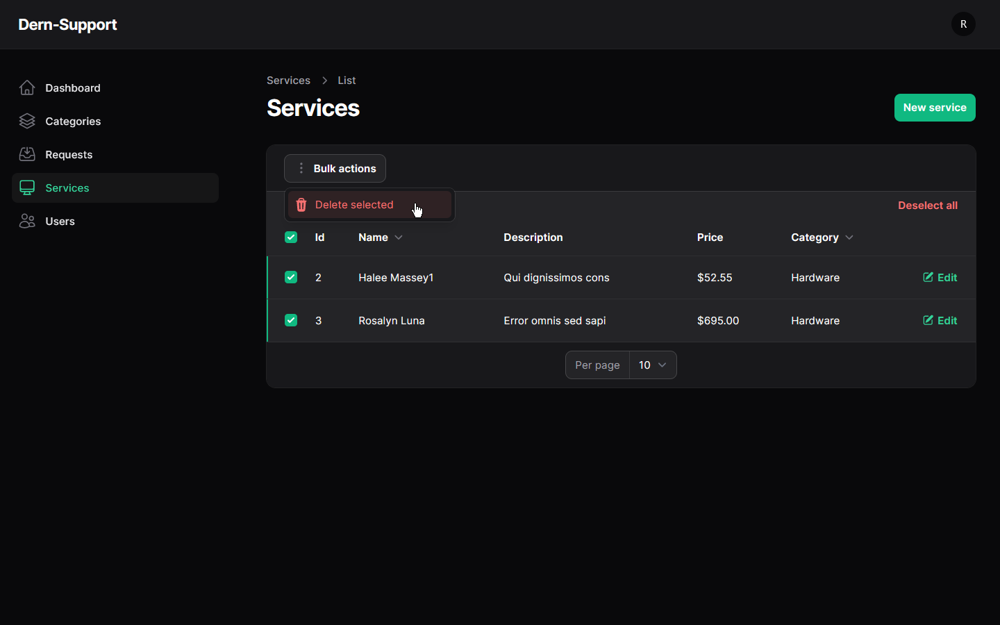 Dern-Support
R
Dashboard
Categories
Requests
Services
Users
Services > List
Services
New service
Bulk actions
Delete selected
Deselect all
Id Name Description Price Category
2 Halee Massey1 Qui dignissimos cons $52.55 Hardware Edit
3 Rosalyn Luna Error omnis sed sapi $695.00 Hardware Edit
Per page 10